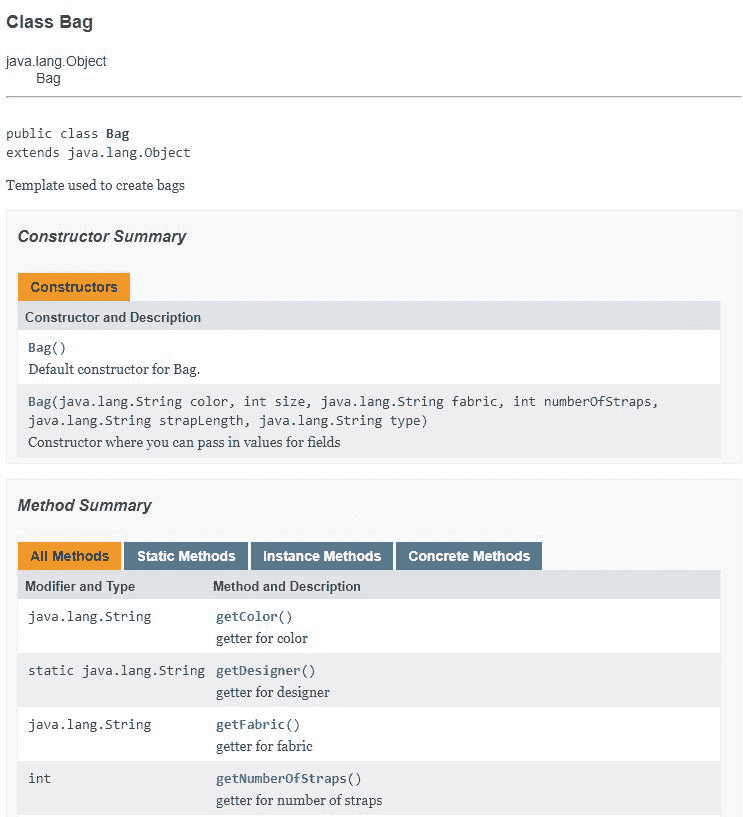 Class Bag
java.lang.Object
Bag
public class Bag
extends java.lang.Object
Template used to create bags
Constructor Summary
Constructors
Constructor and Description
Bag()
Default constructor for Bag.
Bag(java.lang.String color, int size, java.lang.String fabric, int numberOfStraps,
java.lang.String strapLength, java.lang.String type)
Constructor where you can pass in values for fields
Method Summary
All Methods Static Methods Instance Methods Concrete Methods
Modifier and Type Method and Description
java.lang.String getColor()
getter for color
static java.lang.String getDesigner()
getter for designer
java.lang.String getFabric()
getter for fabric
int getNumberOfStraps()
getter for number of straps